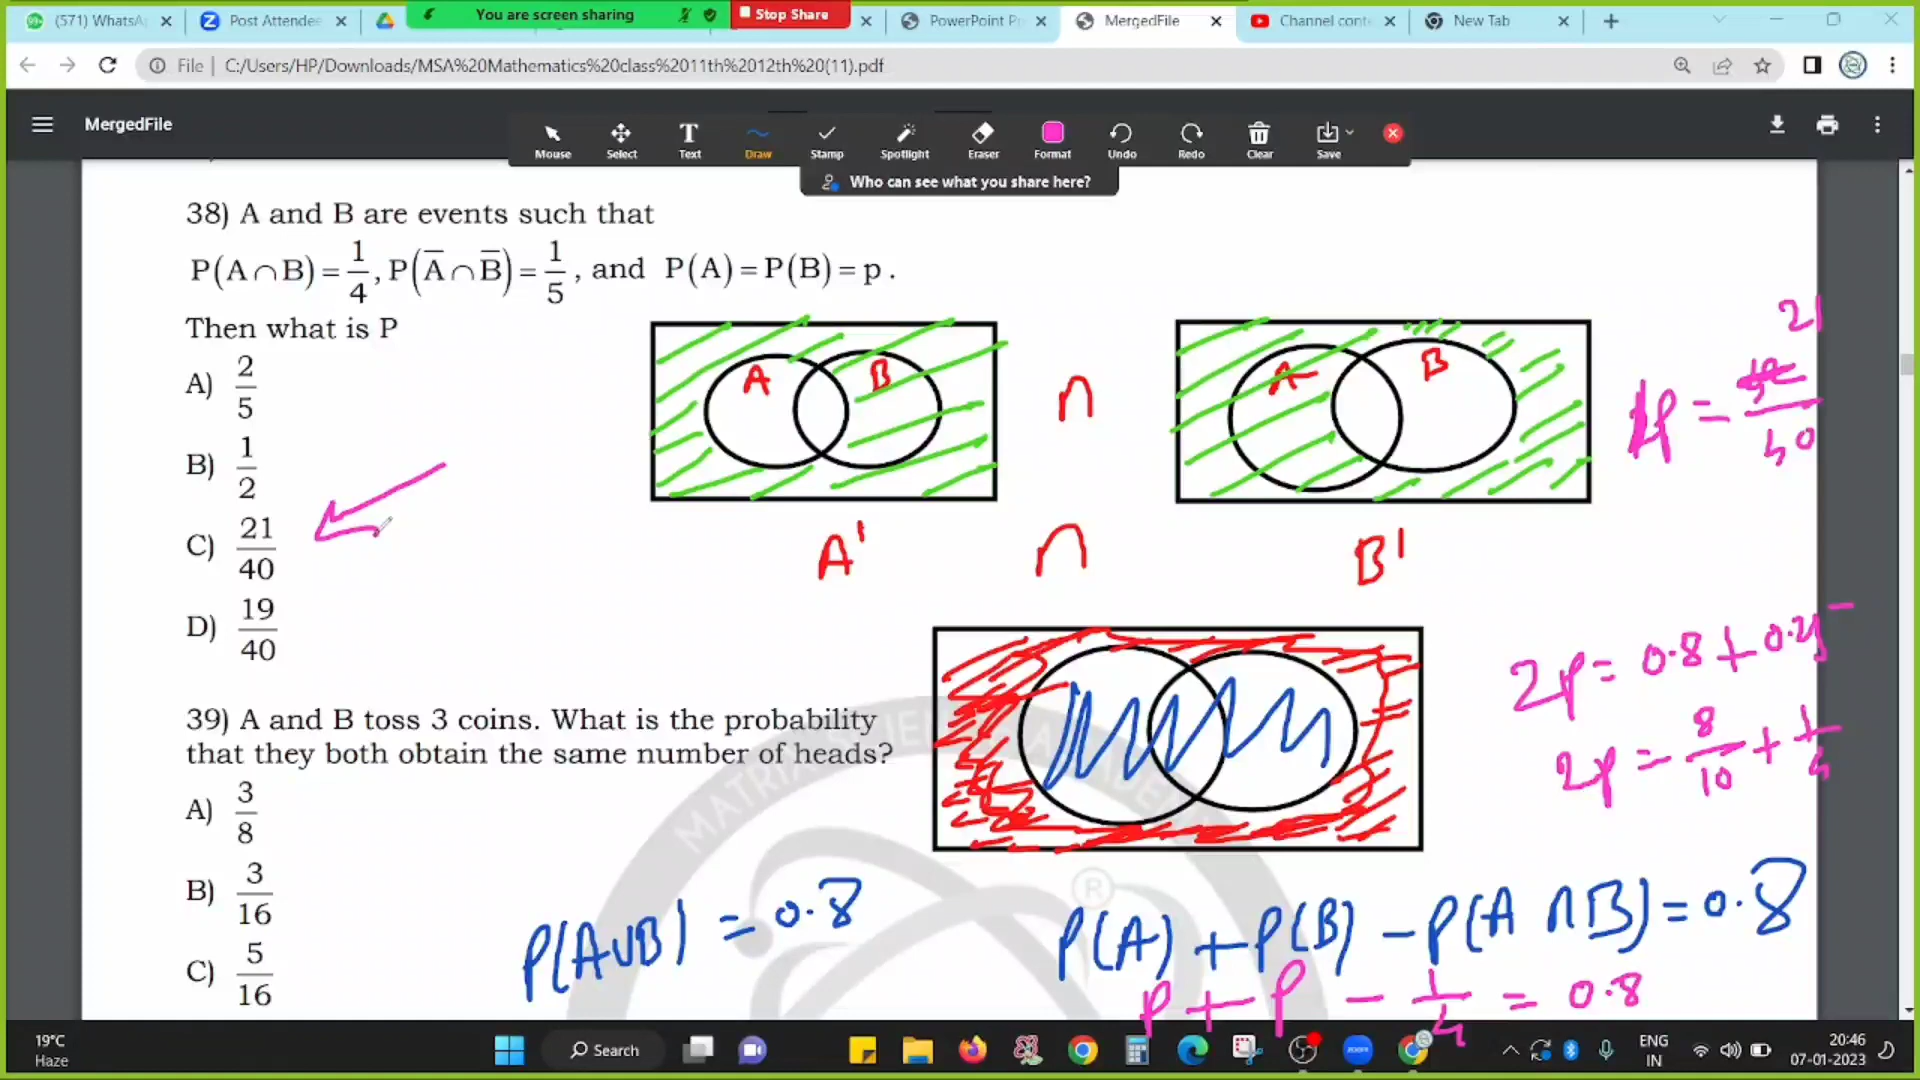 (571) WhatsA
Post Attendee
You are screen sharing
Stop Share
PowerPoint Pr
MergedFile
Channel conte
New Tab
File | C:/Users/HP/Downloads/MSA%20Mathematics%20class%2011th%2012th%20(11).pdf
MergedFile
Mouse Select Text Draw Stamp Spotlight Eraser Format Undo Redo Clear Save
Who can see what you share here?
38) A and B are events such that
P(A∩B) = 1/4, P(A̅∩B̅) = 1/5, and P(A) = P(B) = p.
Then what is P
A) 2/5
B) 1/2
C) 21/40
D) 19/40
A B
∩
A B
A' ∩ B'
21
p = /40
2p = 0.8 + 0.25
2p = 8/10 + 1/4
39) A and B toss 3 coins. What is the probability
that they both obtain the same number of heads?
A) 3/8
B) 3/16
C) 5/16
®
P(A∪B) = 0.8
P(A) + P(B) - P(A∩B) = 0.8
P + P - 1/4 = 0.8
19°C
Haze
Search
zoom
ENG
IN
20:46
07-01-2023